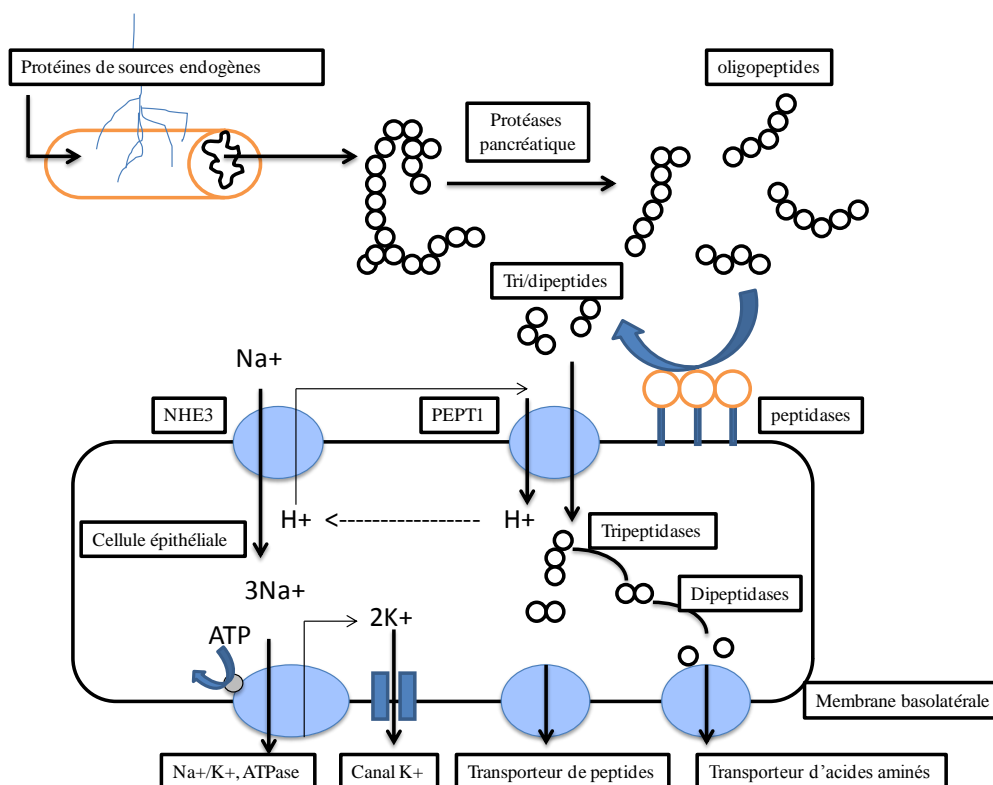 Protéines de sources endogènes
oligopeptides
Protéases
pancréatique
Tri/dipeptides
Na+
NHE3
PEPT1
peptidases
H+
<
H+
Cellule épithéliale
Tripeptidases
3Na+
2K+
Dipeptidases
ATP
Membrane basolatérale
Na+/K+, ATPase
Canal K+
Transporteur de peptides
Transporteur d'acides aminés